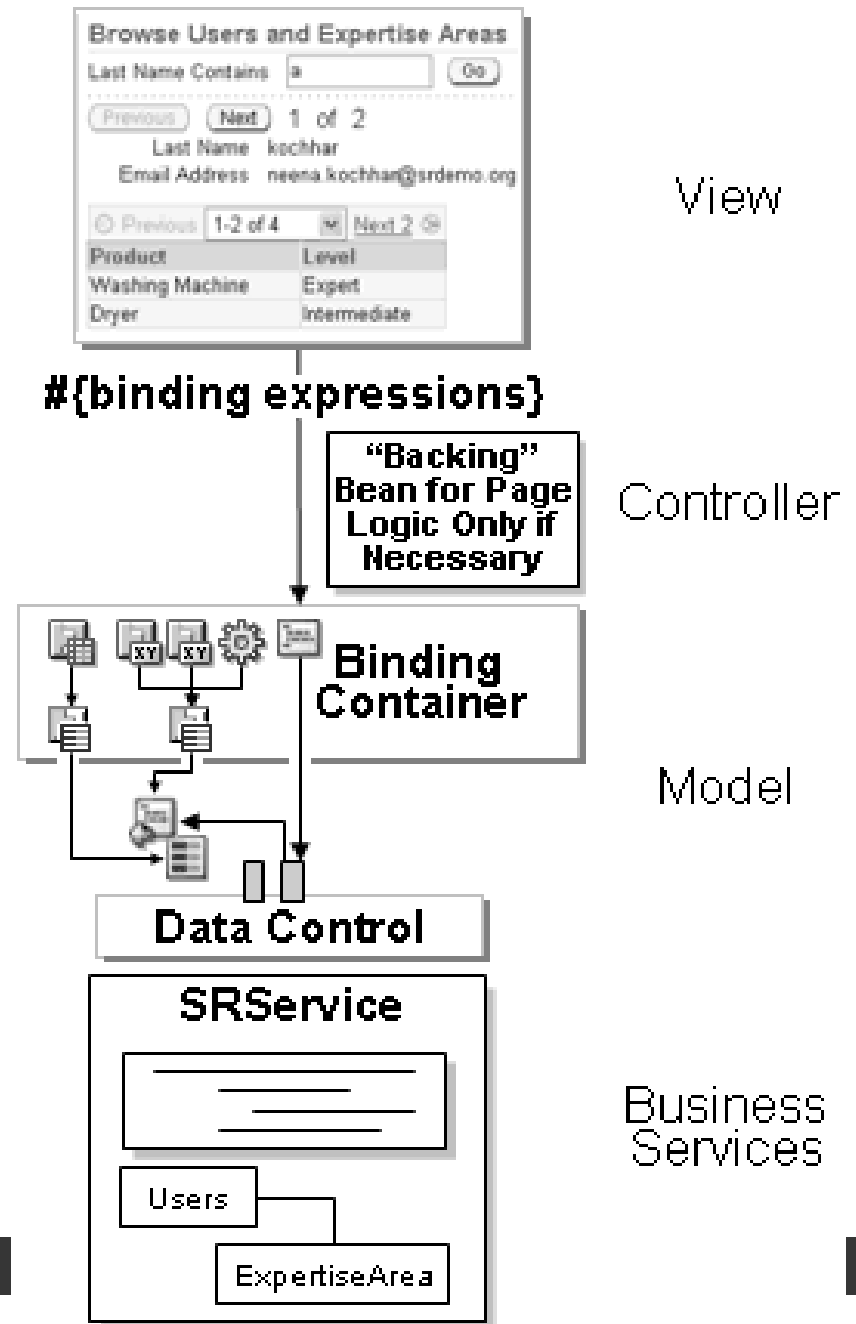 Browse Users and Expertise Areas
Last Name Contains a Go
Previous Next 1 of 2
Last Name kochhar
Email Address neena.kochhar@srdemo.org
Previous 1-2 of 4 Next 2
Product Level
Washing Machine Expert
Dryer Intermediate
View
#{binding expressions}
“Backing”
Bean for Page
Logic Only if
Necessary
Controller
XY XY
Binding
Container
Model
Data Control
SRService
Business
Services
Users
ExpertiseArea